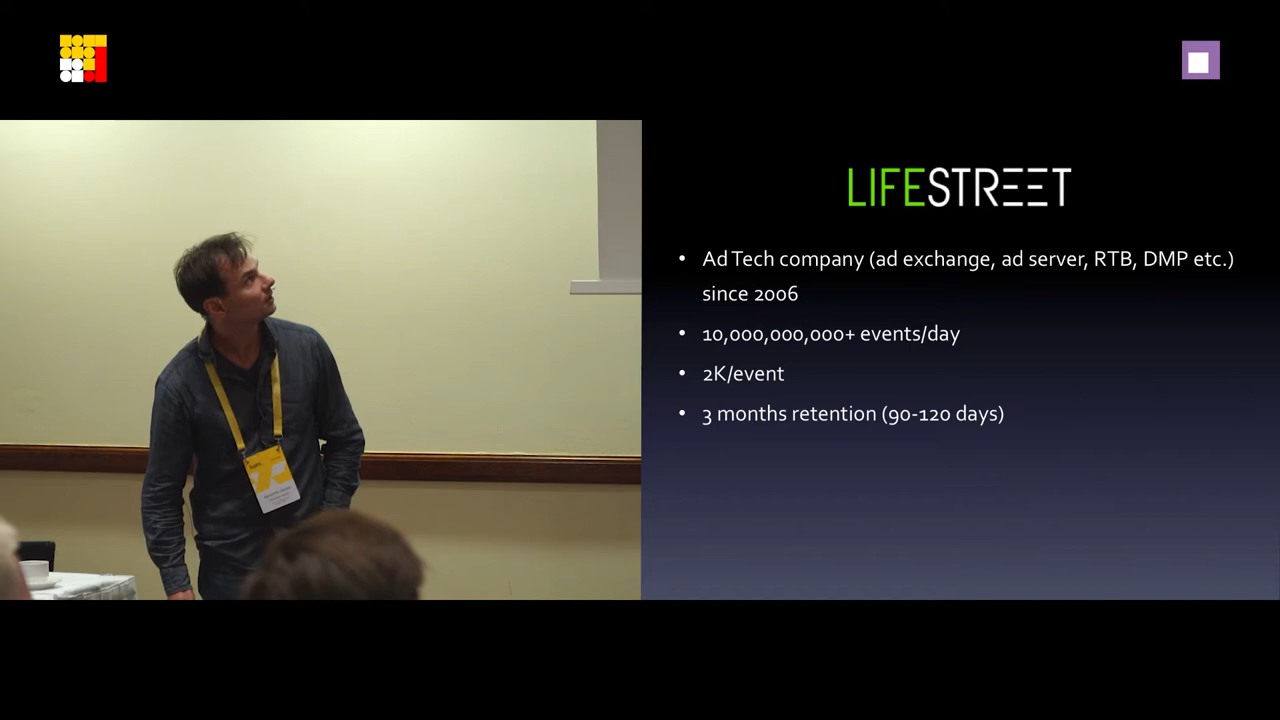 LIFESTREET
• Ad Tech company (ad exchange, ad server, RTB, DMP etc.)
since 2006
• 10,000,000,000+ events/day
• 2K/event
• 3 months retention (90-120 days)